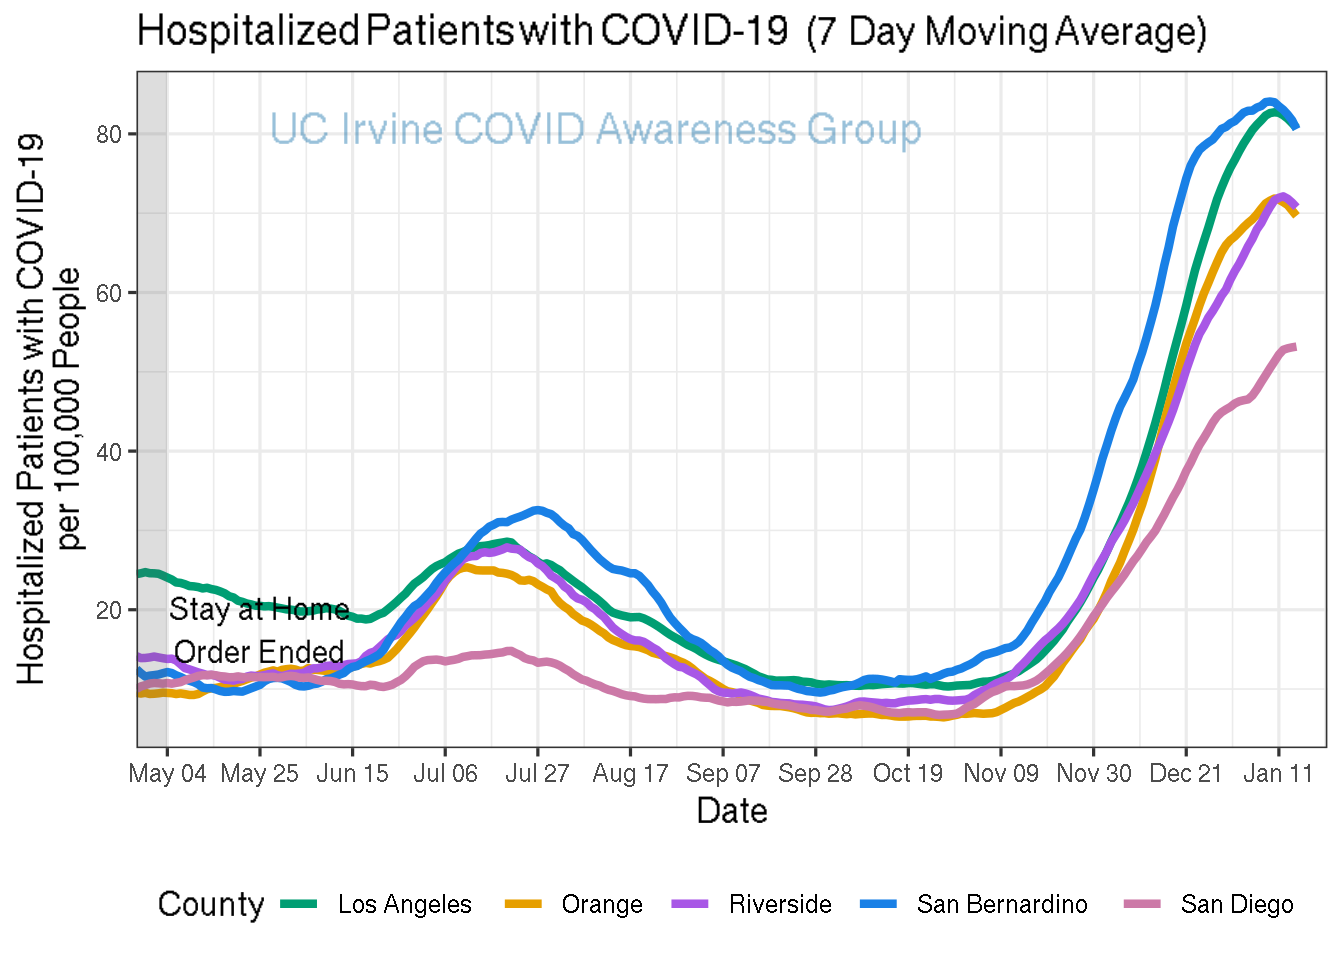 Hospitalized Patients with COVID-19 (7 Day Moving Average)
UC Irvine COVID Awareness Group
Hospitalized Patients with COVID-19
per 100,000 People
80
60
40
20
Stay at Home
Order Ended
May 04 May 25 Jun 15 Jul 06 Jul 27 Aug 17 Sep 07 Sep 28 Oct 19 Nov 09 Nov 30 Dec 21 Jan 11
Date
County Los Angeles Orange Riverside San Bernardino San Diego